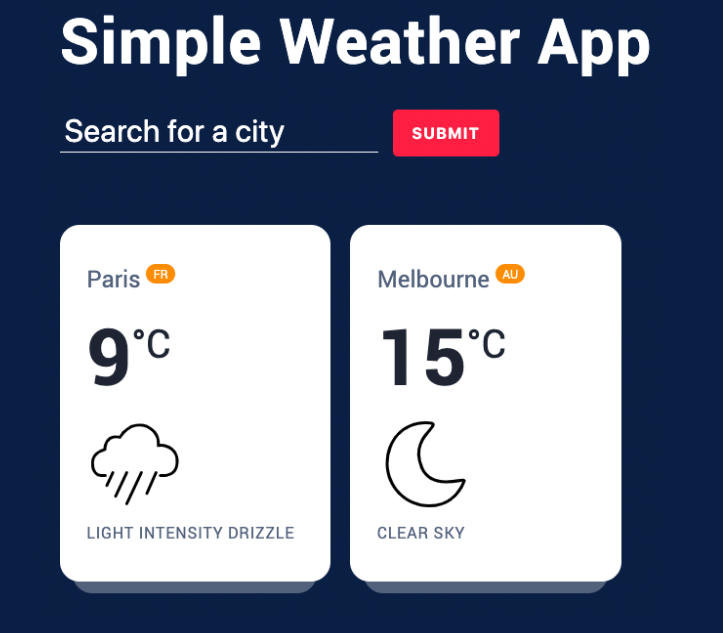 Simple Weather App
Search for a city
SUBMIT
Paris FR
9°C
LIGHT INTENSITY DRIZZLE
Melbourne AU
15°C
CLEAR SKY